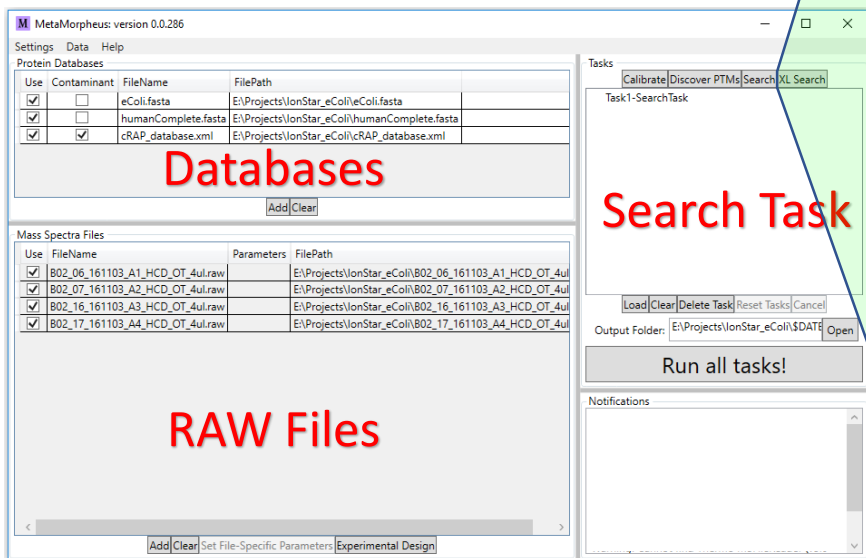 M MetaMorpheus: version 0.0.286
Settings Data Help
Protein Databases
Use Contaminant FileName FilePath
eColi.fasta E:\Projects\IonStar_eColi\eColi.fasta
humanComplete.fasta E:\Projects\IonStar_eColi\humanComplete.fasta
cRAP_database.xml E:\Projects\IonStar_eColi\cRAP_database.xml
Databases
Add Clear
Mass Spectra Files
Use FileName Parameters FilePath
B02_06_161103_A1_HCD_OT_4ul.raw E:\Projects\IonStar_eColi\B02_06_161103_A1_HCD_OT_4ul
B02_07_161103_A2_HCD_OT_4ul.raw E:\Projects\IonStar_eColi\B02_07_161103_A2_HCD_OT_4ul
B02_16_161103_A3_HCD_OT_4ul.raw E:\Projects\IonStar_eColi\B02_16_161103_A3_HCD_OT_4ul
B02_17_161103_A4_HCD_OT_4ul.raw E:\Projects\IonStar_eColi\B02_17_161103_A4_HCD_OT_4ul
RAW Files
Add Clear Set File-Specific Parameters Experimental Design
Tasks
Calibrate Discover PTMs Search XL Search
Task1-SearchTask
Search Task
Load Clear Delete Task Reset Tasks Cancel
Output Folder: E:\Projects\IonStar_eColi\$DATE Open
Run all tasks!
Notifications